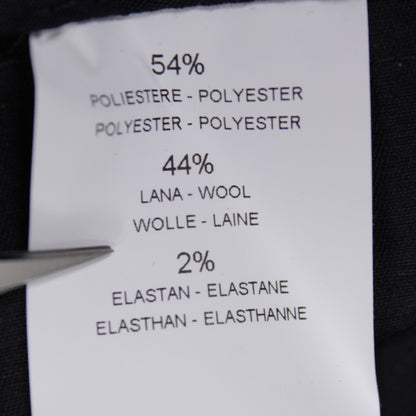 54%
POLIESTERE - POLYESTER
POLYESTER - POLYESTER
44%
LANA - WOOL
WOLLE - LAINE
2%
ELASTAN - ELASTANE
ELASTHAN - ELASTHANNE